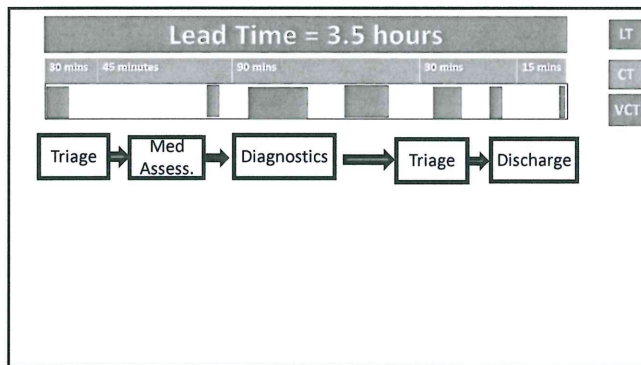 Lead Time = 3.5 hours
LT
30 mins 45 minutes 90 mins 30 mins 15 mins
CT
VCT
Triage Med Assess. Diagnostics Triage Discharge